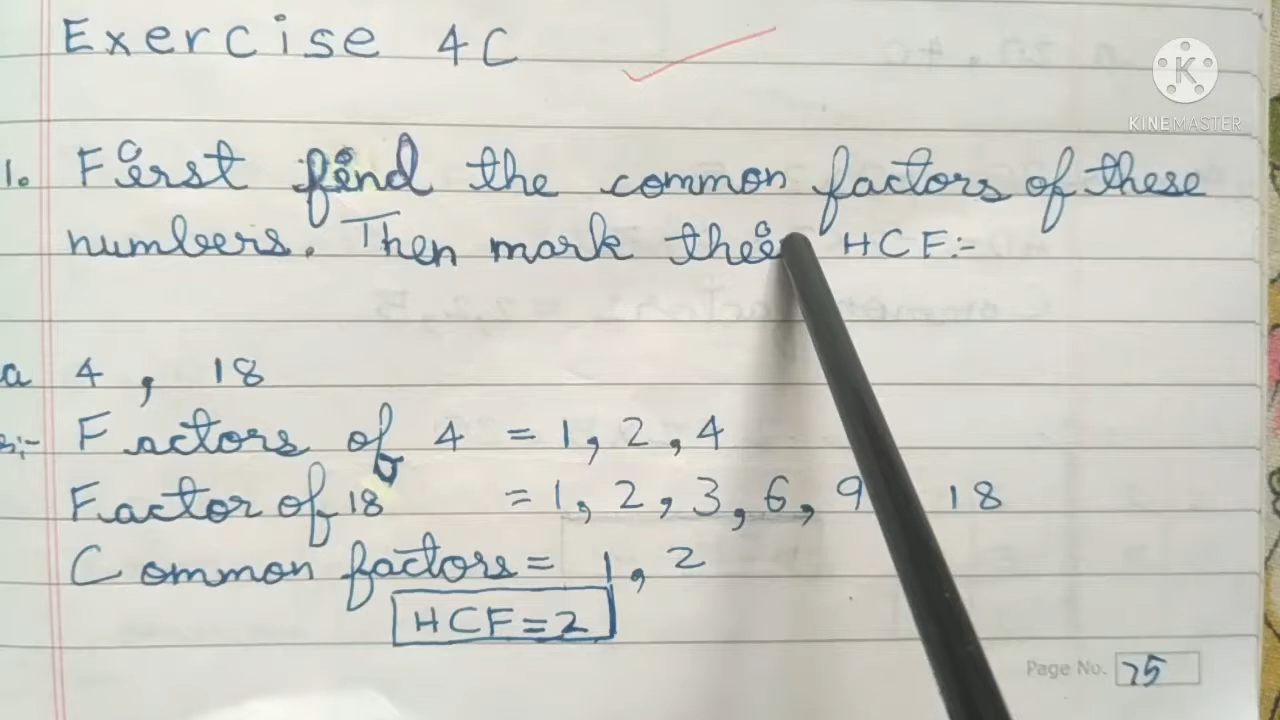 Exercise 4C
KINEMASTER
1. First find the common factors of these
numbers. Then mark their HCF:-
a 4, 18
s:- Factors of 4 = 1, 2, 4
Factor of 18 = 1, 2, 3, 6, 9 18
Common factors = 1, 2
HCF = 2
Page No. 75